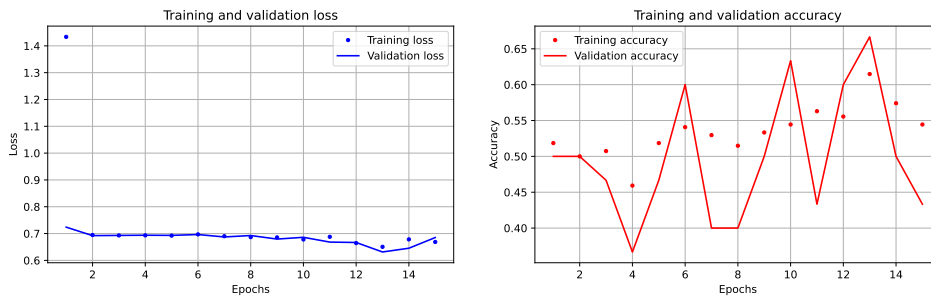 Training and validation loss
1.4
1.3
1.2
1.1
1.0
0.9
0.8
0.7
0.6
Loss
Training loss
Validation loss
2 4 6 8 10 12 14
Epochs
Training and validation accuracy
0.65
0.60
0.55
0.50
0.45
0.40
Accuracy
Training accuracy
Validation accuracy
2 4 6 8 10 12 14
Epochs